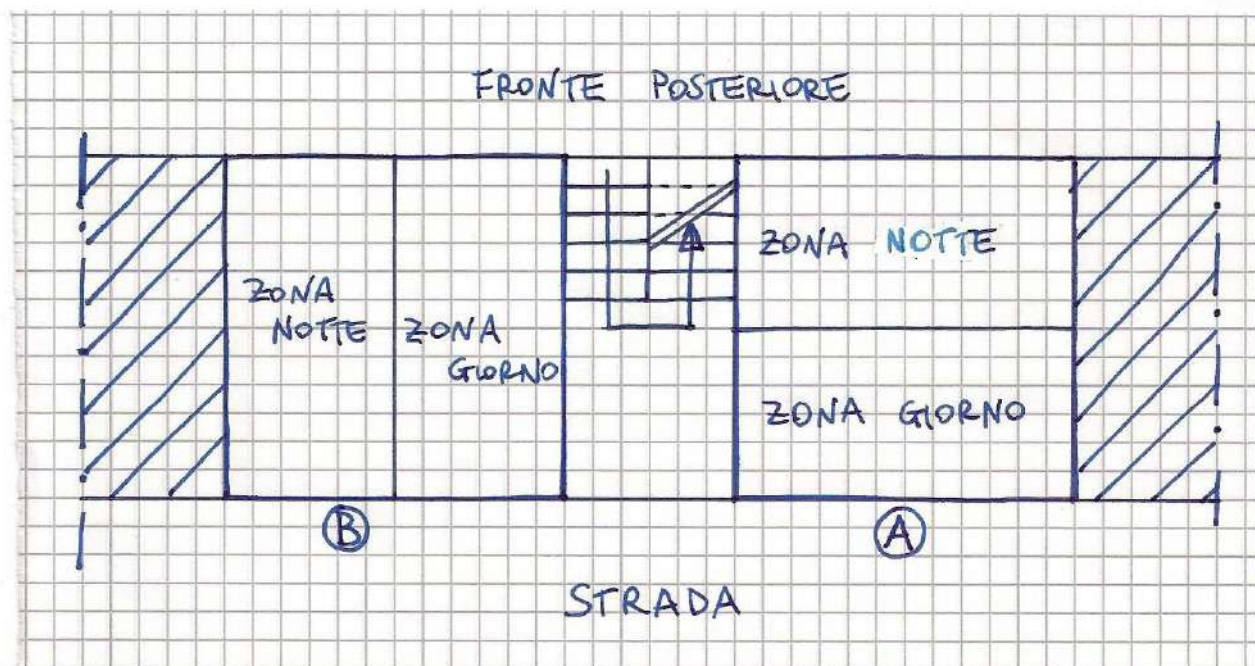 FRONTE POSTERIORE
ZONA
NOTTE
ZONA
GIORNO
ZONA NOTTE
ZONA GIORNO
B
A
STRADA